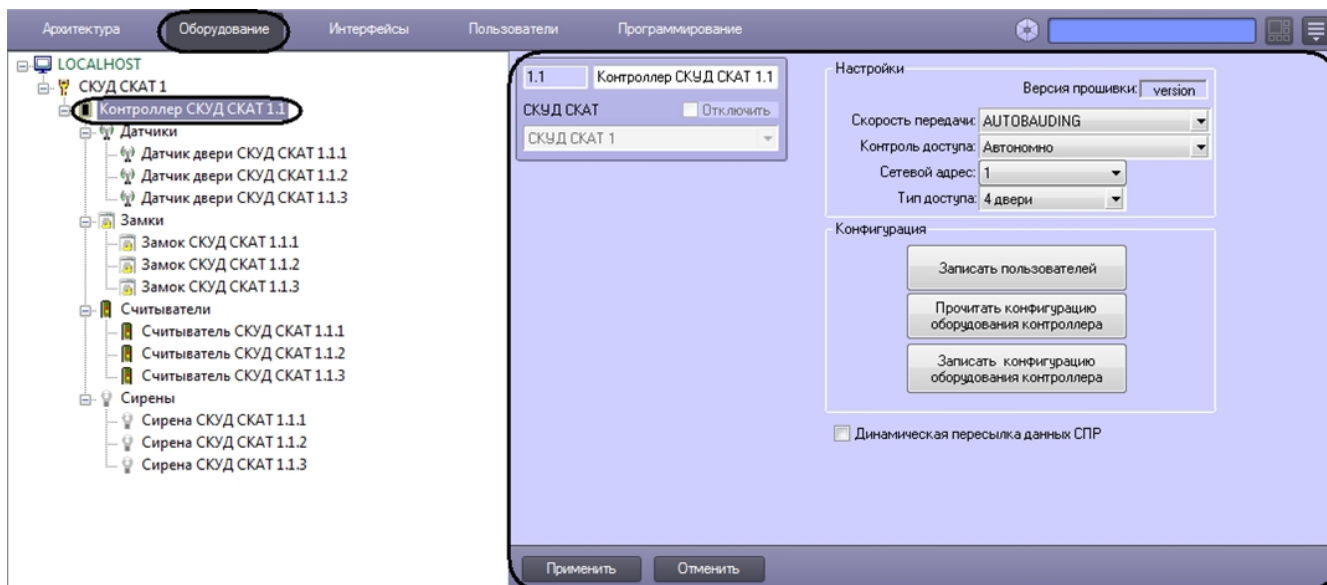 Архитектура Оборудование Интерфейсы Пользователи Программирование
LOCALHOST
СКУД СКАТ 1
Контроллер СКУД СКАТ 1.1
Датчики
Датчик двери СКУД СКАТ 1.1.1
Датчик двери СКУД СКАТ 1.1.2
Датчик двери СКУД СКАТ 1.1.3
Замки
Замок СКУД СКАТ 1.1.1
Замок СКУД СКАТ 1.1.2
Замок СКУД СКАТ 1.1.3
Считыватели
Считыватель СКУД СКАТ 1.1.1
Считыватель СКУД СКАТ 1.1.2
Считыватель СКУД СКАТ 1.1.3
Сирены
Сирена СКУД СКАТ 1.1.1
Сирена СКУД СКАТ 1.1.2
Сирена СКУД СКАТ 1.1.3
1.1 Контроллер СКУД СКАТ 1.1
СКУД СКАТ Отключить
СКУД СКАТ 1
Настройки
Версия прошивки: version
Скорость передачи: AUTOBAUDING
Контроль доступа: Автономно
Сетевой адрес: 1
Тип доступа: 4 двери
Конфигурация
Записать пользователей
Прочитать конфигурацию
оборудования контроллера
Записать конфигурацию
оборудования контроллера
Динамическая пересылка данных СПР
Применить Отменить